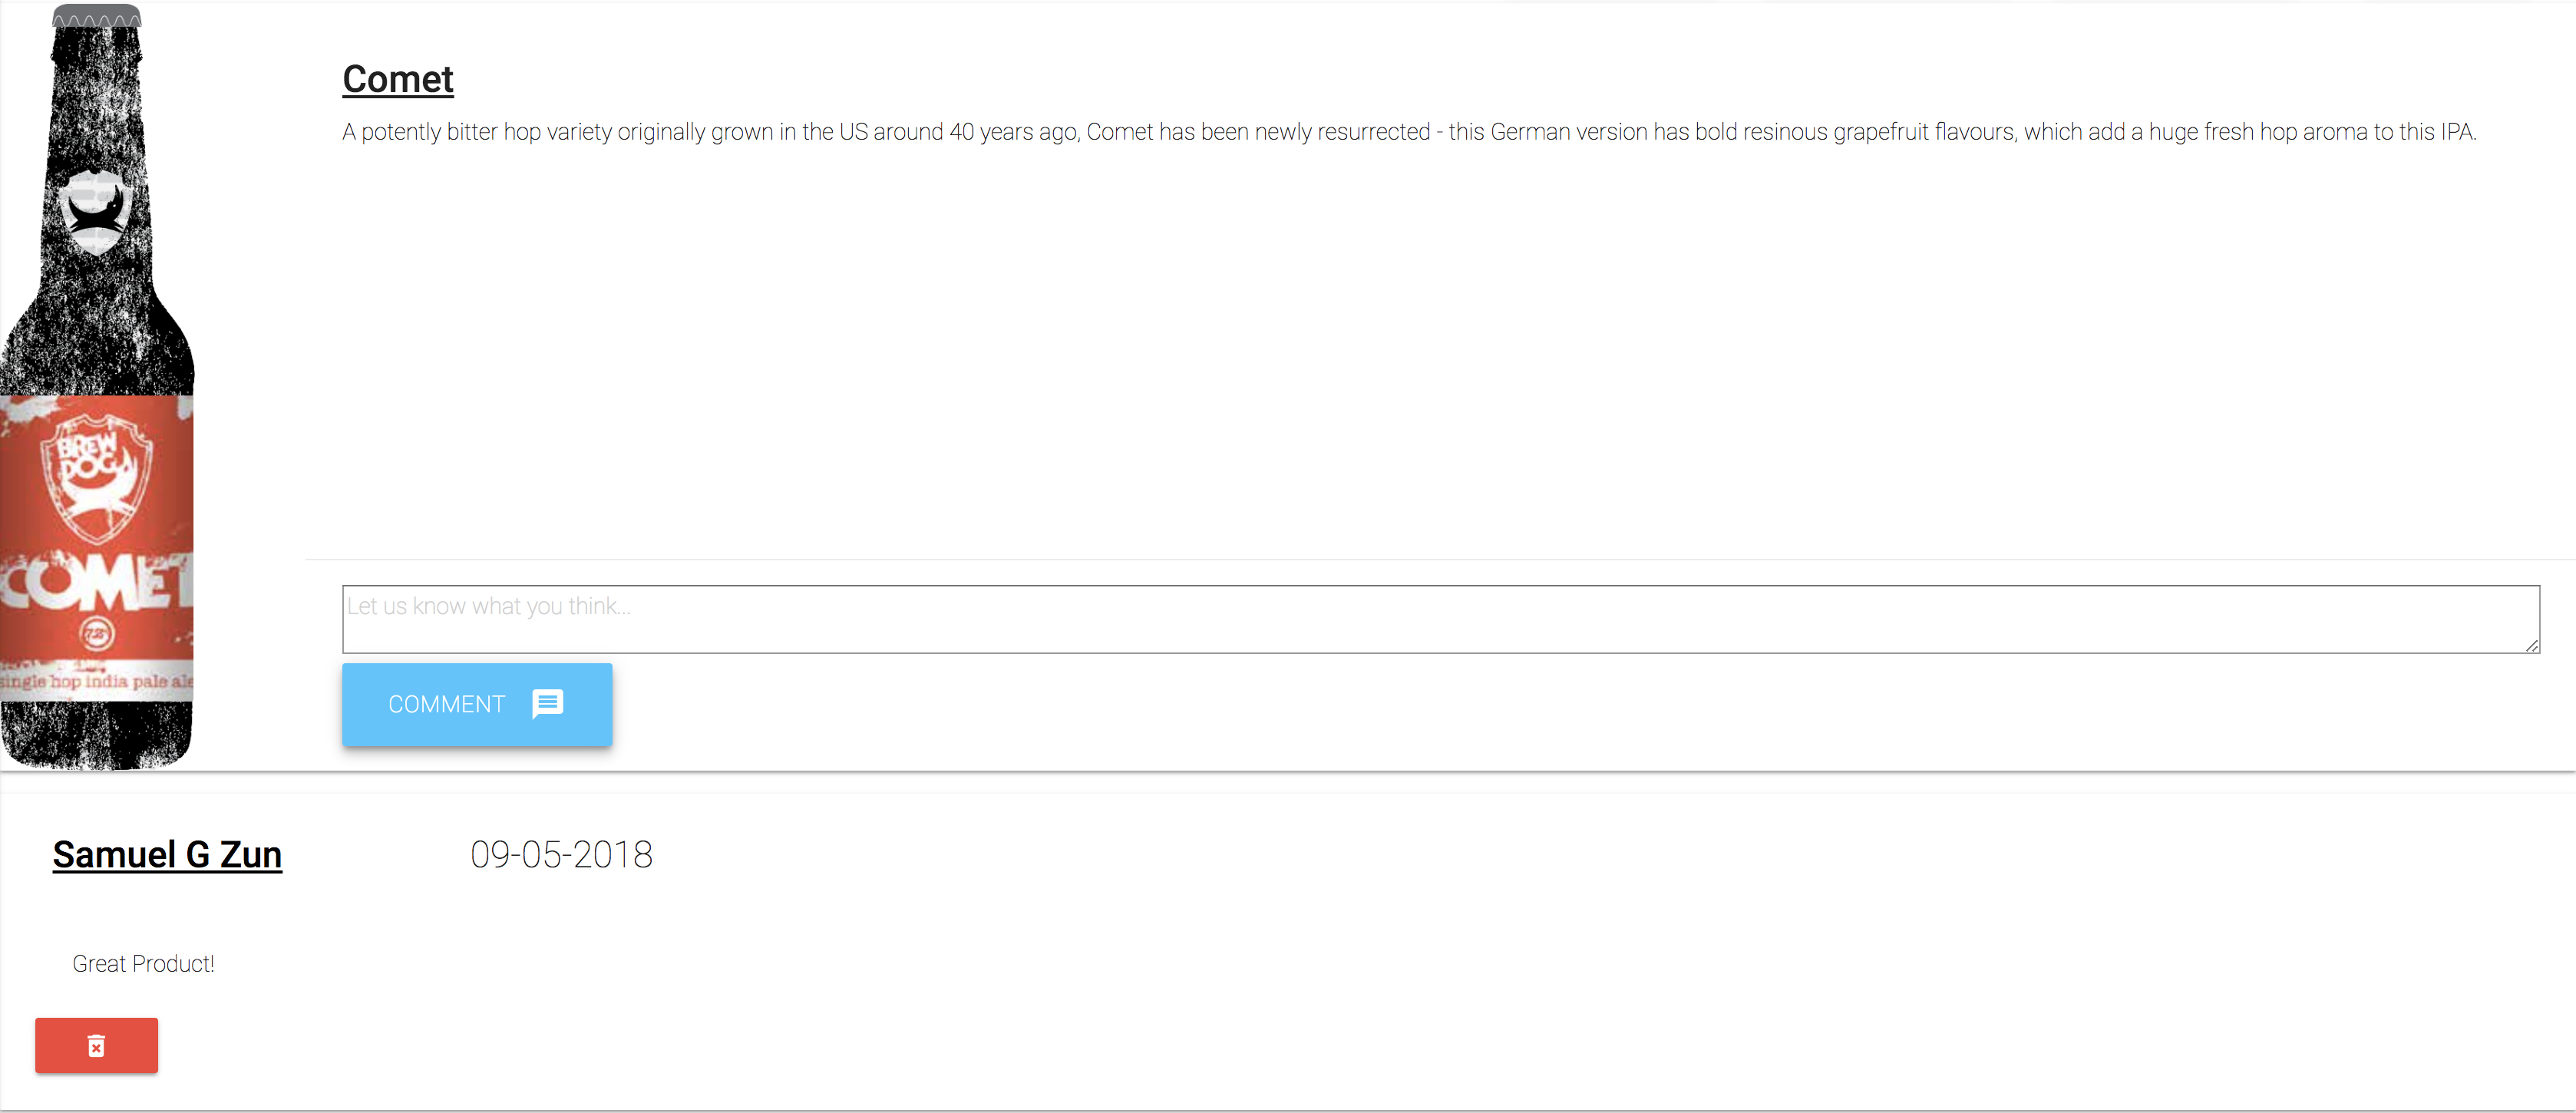 Comet
A potently bitter hop variety originally grown in the US around 40 years ago, Comet has been newly resurrected - this German version has bold resinous grapefruit flavours, which add a huge fresh hop aroma to this IPA.
BREW
DOG
COMET
single hop india pale ale
Let us know what you think...
COMMENT
Samuel G Zun
09-05-2018
Great Product!